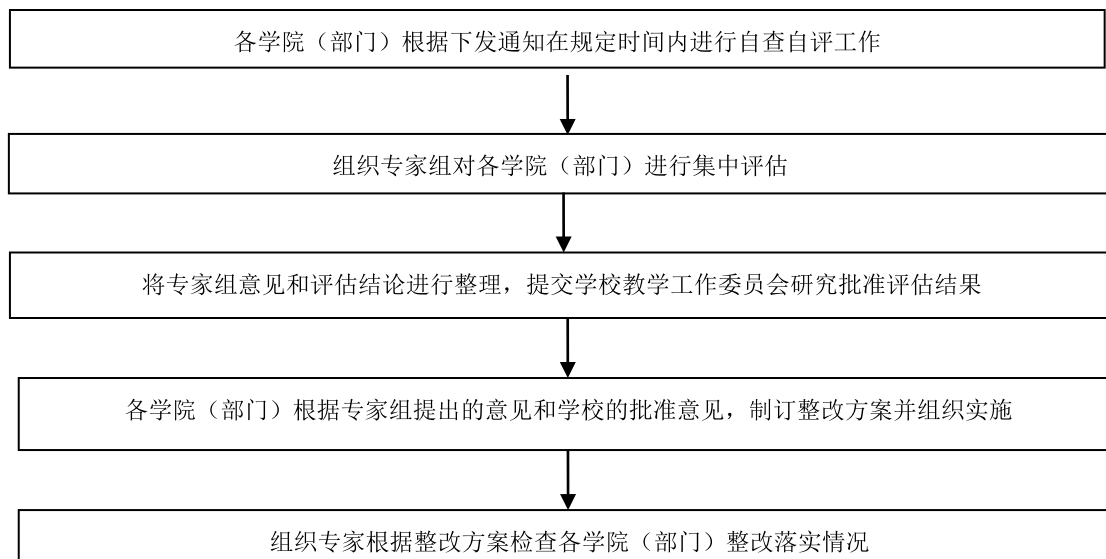 各学院（部门）根据下发通知在规定时间内进行自查自评工作
组织专家组对各学院（部门）进行集中评估
将专家组意见和评估结论进行整理，提交学校教学工作委员会研究批准评估结果
各学院（部门）根据专家组提出的意见和学校的批准意见，制订整改方案并组织实施
组织专家根据整改方案检查各学院（部门）整改落实情况